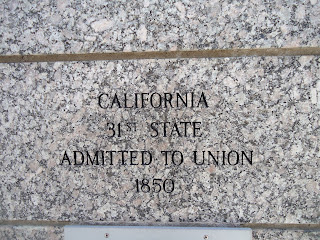 CALIFORNIA
31ST STATE
ADMITTED TO UNION
1850